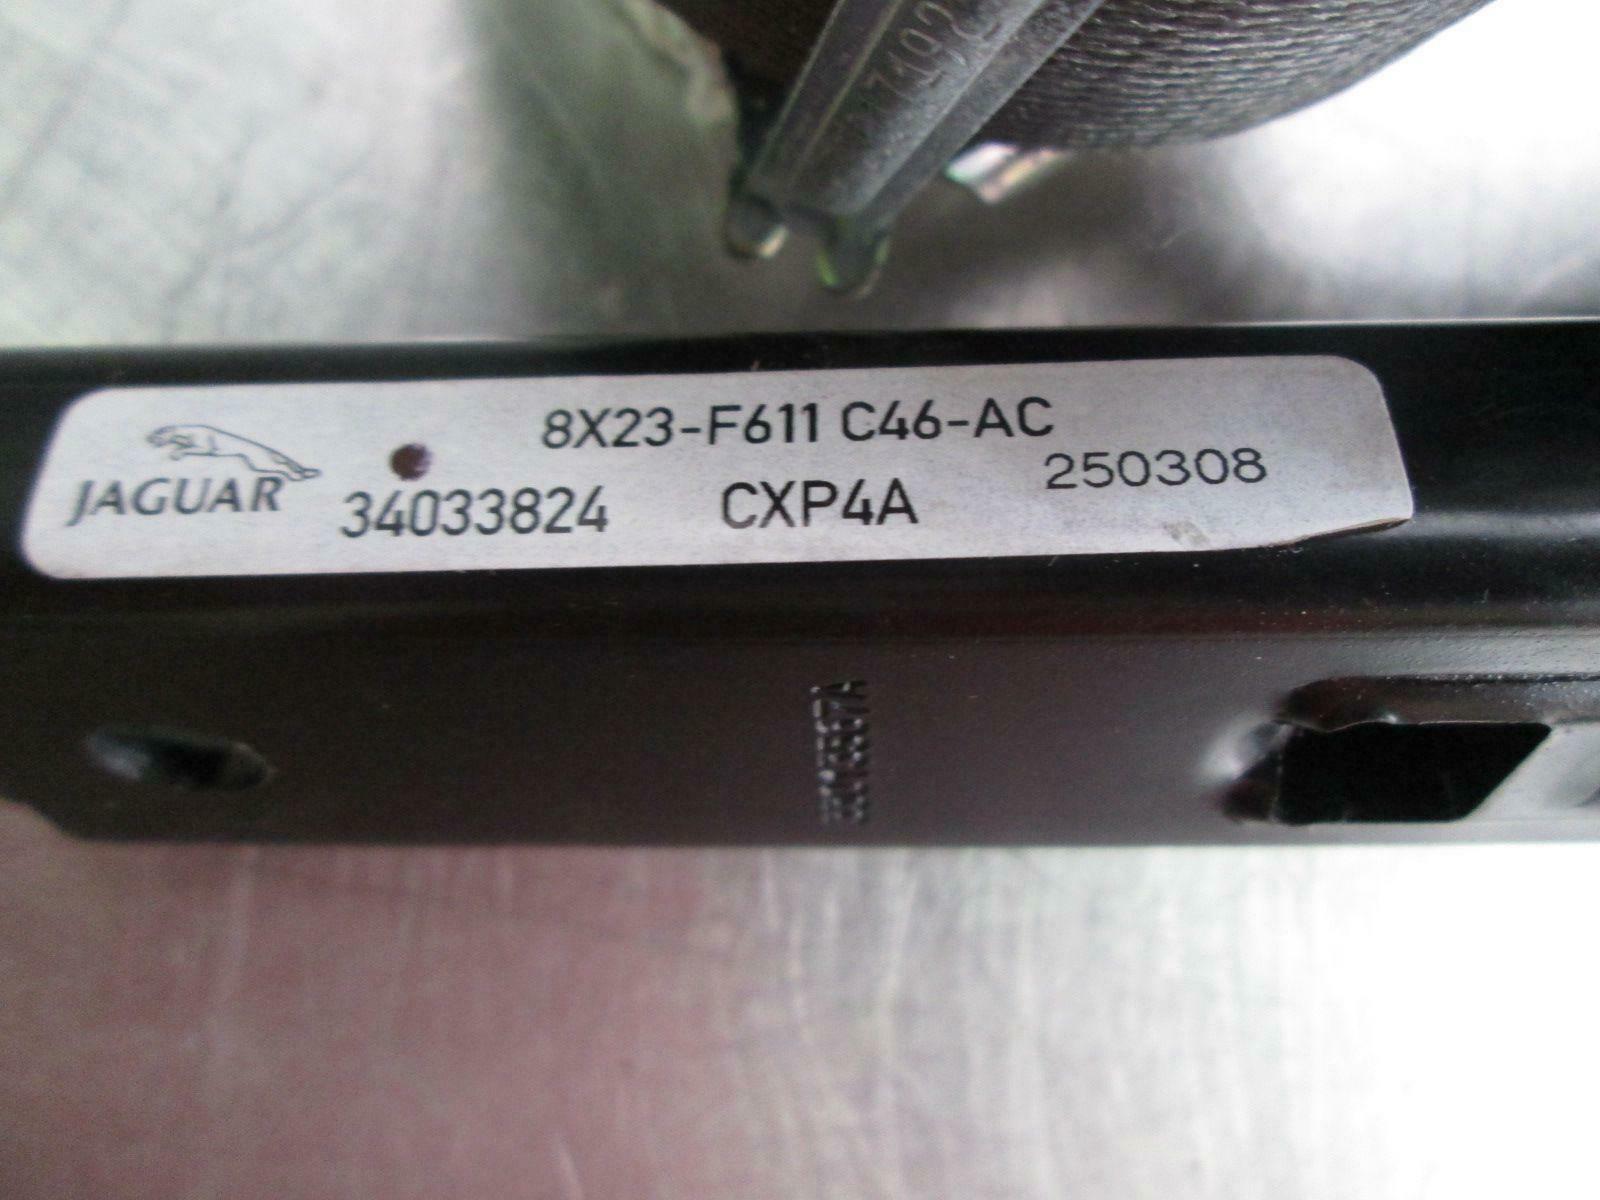 8X23-F611 C46-AC
JAGUAR 34033824 CXP4A 250308